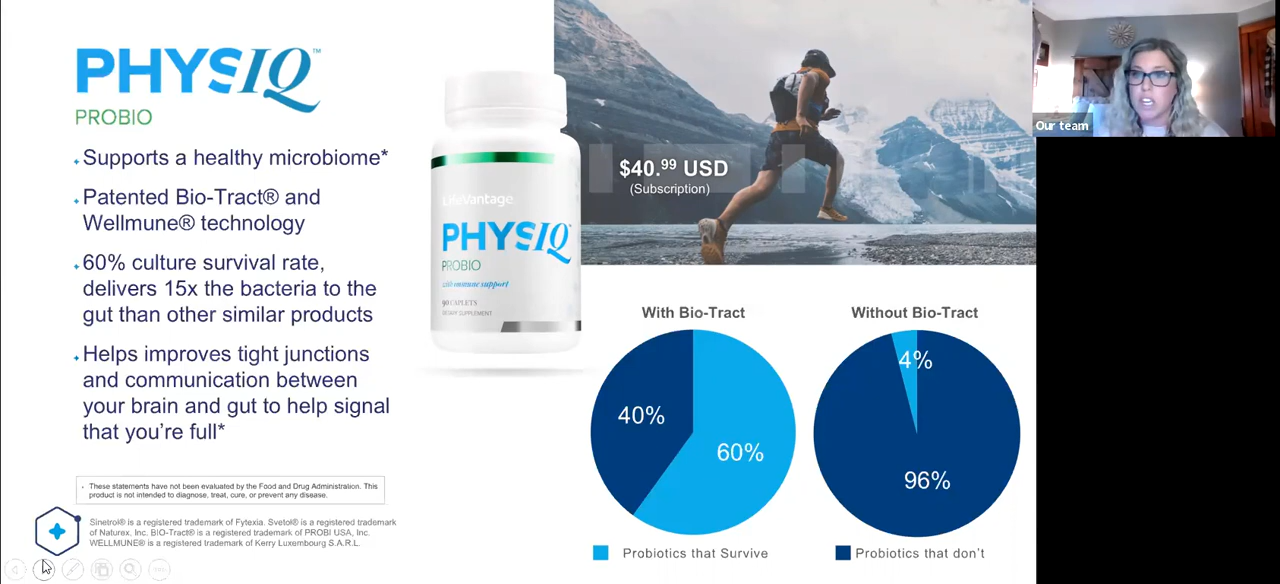 PHYSIQ™
PROBIO
Supports a healthy microbiome*
Patented Bio-Tract® and
Wellmune® technology
60% culture survival rate,
delivers 15x the bacteria to the
gut than other similar products
Helps improves tight junctions
and communication between
your brain and gut to help signal
that you're full*
These statements have not been evaluated by the Food and Drug Administration. This
product is not intended to diagnose, treat, cure, or prevent any disease.
Sinetrol® is a registered trademark of Fytexia. Svetol® is a registered trademark
of Naturex. Inc. BIO-Tract® is a registered trademark of PROBI USA, Inc.
WELLMUNE® is a registered trademark of Kerry Luxembourg S.A.R.L.
LifeVantage
PHYSIQ
PROBIO
with immune support
90 CAPLETS
DIETARY SUPPLEMENT
$40.99 USD
(Subscription)
With Bio-Tract
40%
60%
Probiotics that Survive
Without Bio-Tract
4%
96%
Probiotics that don't
Our team